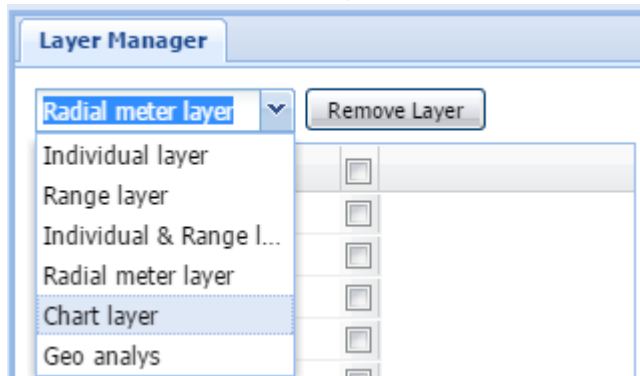 Layer Manager
Radial meter layer Remove Layer
Individual layer
Range layer
Individual & Range l...
Radial meter layer
Chart layer
Geo analys